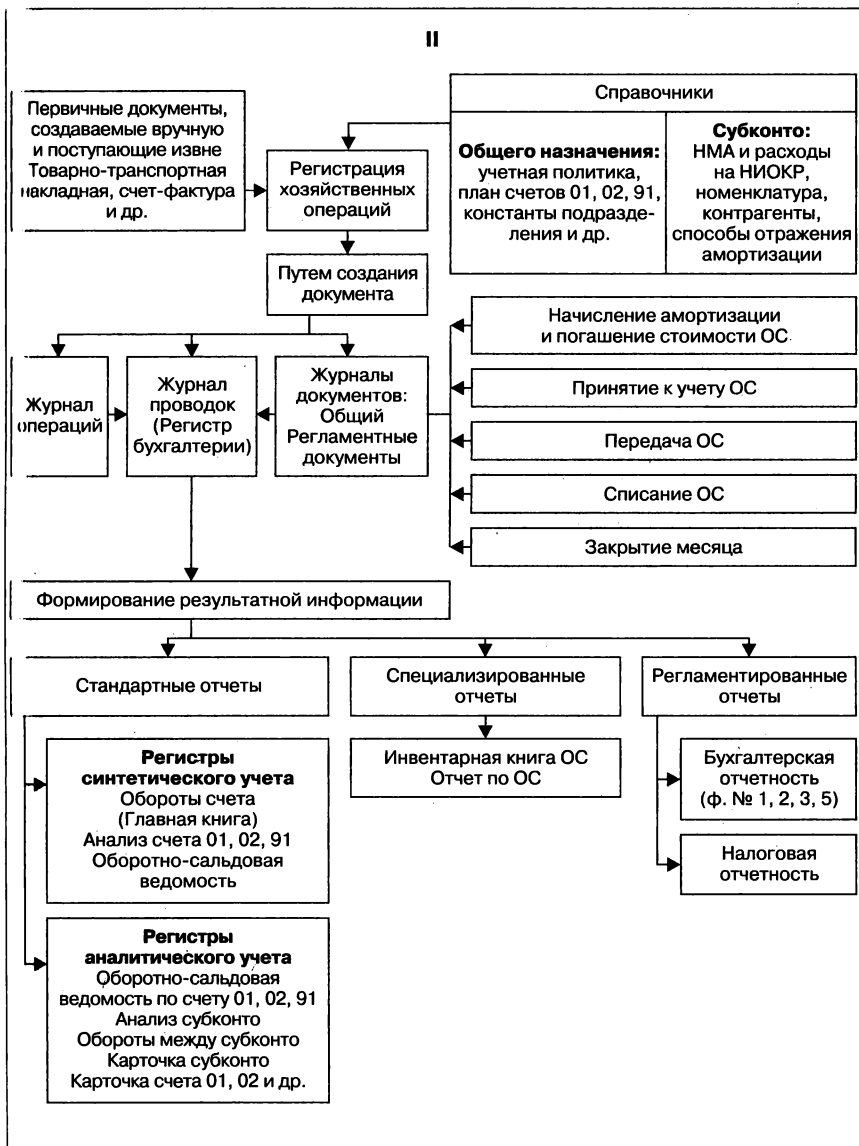 II
Первичные документы,
создаваемые вручную
и поступающие извне
Товарно-транспортная
накладная, счет-фактура
и др.
Регистрация
хозяйственных
операций
Справочники
Общего назначения:
учетная политика,
план счетов 01, 02, 91,
константы подразде-
ления и др.
Субконто:
НМА и расходы
на НИОКР,
номенклатура,
контрагенты,
способы отражения
амортизации
Путем создания
документа
Журнал
операций
Журнал
проводок
(Регистр
бухгалтерии)
Журналы
документов:
Общий
Регламентные
документы
Начисление амортизации
и погашение стоимости ОС
Принятие к учету ОС
Передача ОС
Списание ОС
Закрытие месяца
Формирование результатной информации
Стандартные отчеты
Специализированные
отчеты
Регламентированные
отчеты
Регистры
синтетического учета
Обороты счета
(Главная книга)
Анализ счета 01, 02, 91
Оборотно-сальдовая
ведомость
Инвентарная книга ОС
Отчет по ОС
Бухгалтерская
отчетность
(ф. № 1, 2, 3, 5)
Налоговая
отчетность
Регистры
аналитического учета
Оборотно-сальдовая
ведомость по счету 01, 02, 91
Анализ субконто
Обороты между субконто
Карточка субконто
Карточка счета 01, 02 и др.